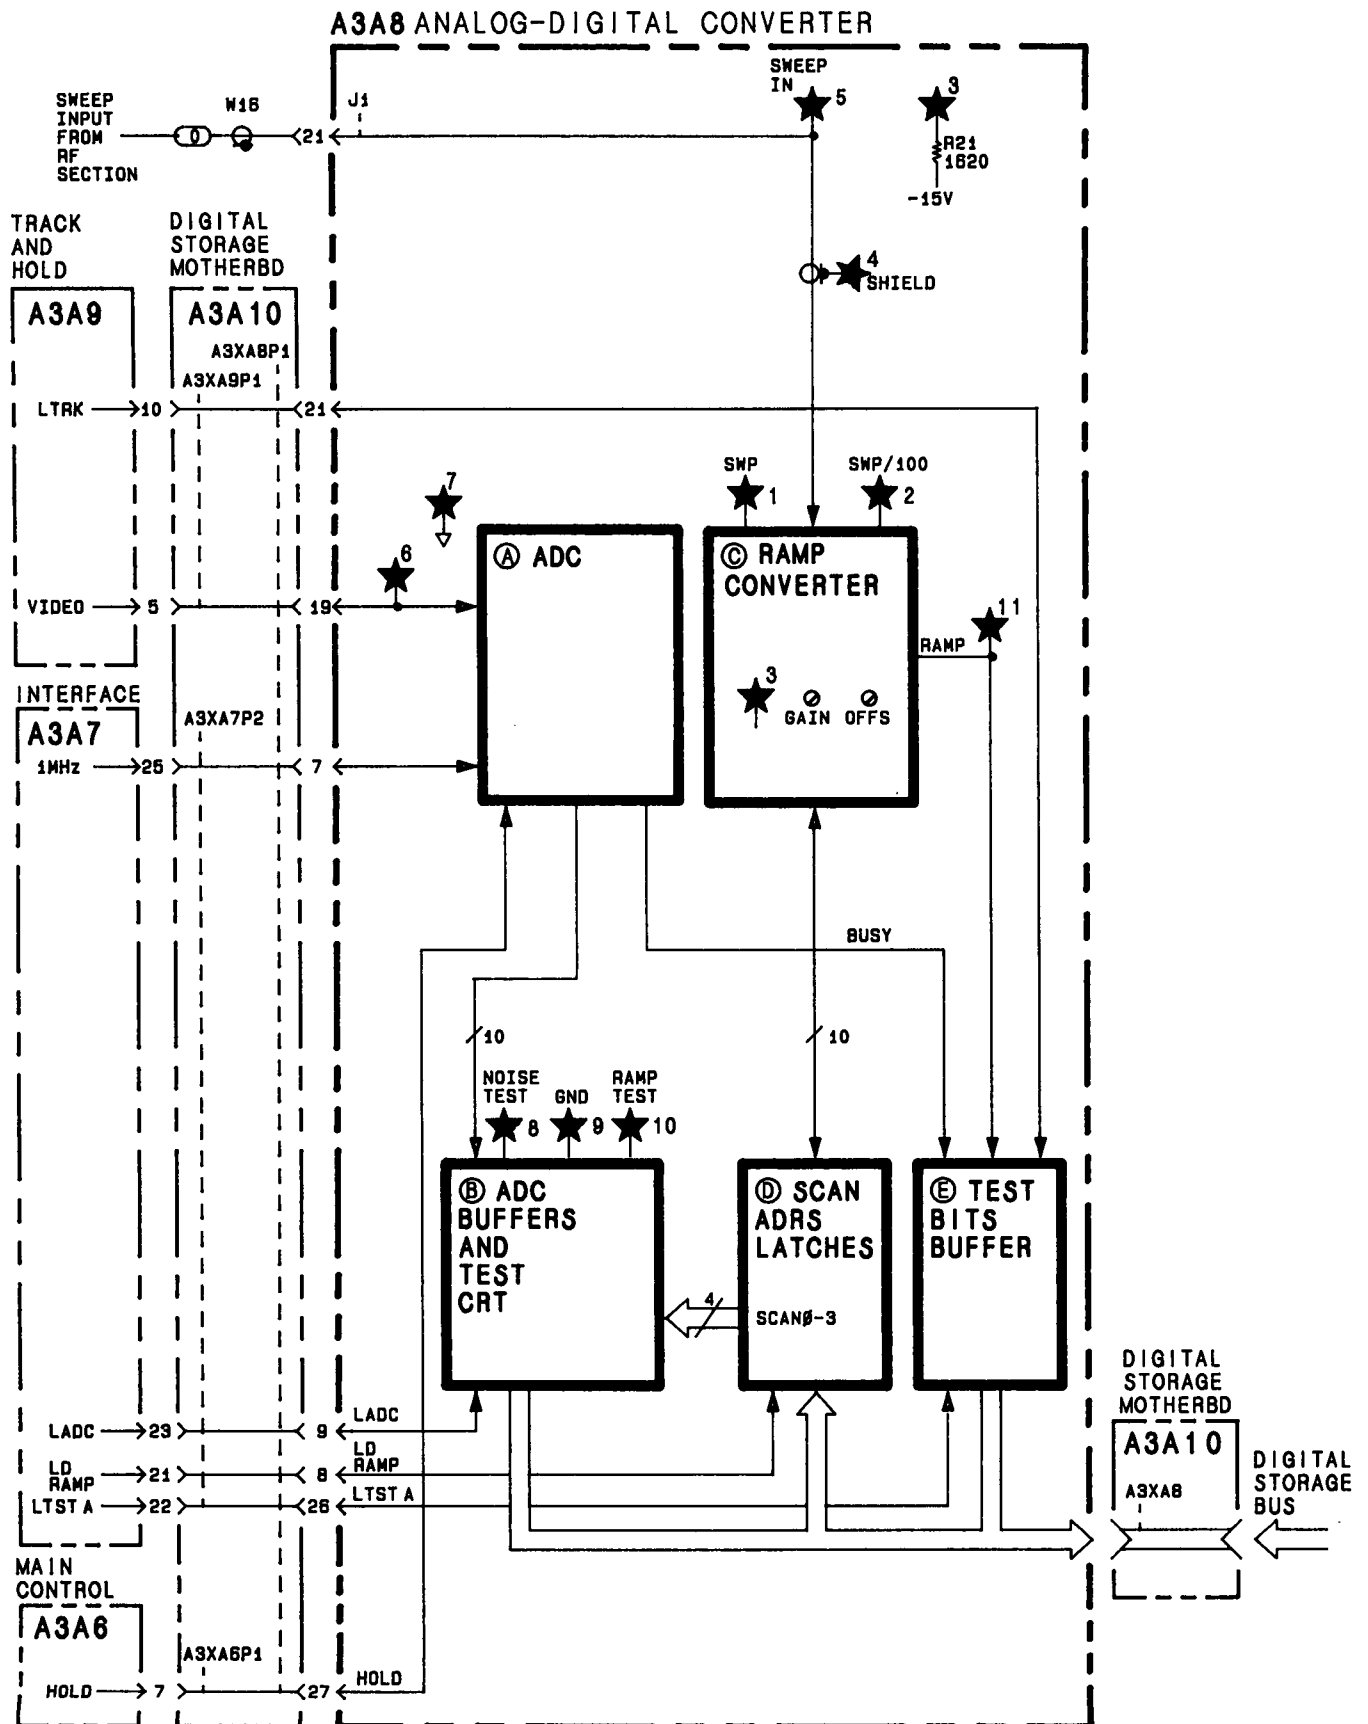 A3A8 ANALOG-DIGITAL CONVERTER
SWEEP
INPUT
FROM
RF
SECTION
W16
21
J1
SWEEP
IN
5
3
R21
1620
-15V
4
SHIELD
TRACK
AND
HOLD
A3A9
DIGITAL
STORAGE
MOTHERBD
A3A10
A3XA8P1
A3XA9P1
LTRK
10
21
7
6
VIDEO
5
19
SWP
1
SWP/100
2
Ⓐ ADC
Ⓒ RAMP
CONVERTER
3
GAIN
OFFS
RAMP
11
INTERFACE
A3A7
A3XA7P2
1MHz
25
7
BUSY
10
10
NOISE
TEST
8
GND
9
RAMP
TEST
10
Ⓑ ADC
BUFFERS
AND
TEST
CRT
Ⓓ SCAN
ADRS
LATCHES
4
SCANØ-3
Ⓔ TEST
BITS
BUFFER
LADC
23
9
LADC
LD
RAMP
21
8
LD
RAMP
LTST A
22
26
LTST A
DIGITAL
STORAGE
MOTHERBD
A3A10
A3XA8
DIGITAL
STORAGE
BUS
MAIN
CONTROL
A3A6
A3XA6P1
HOLD
7
27
HOLD